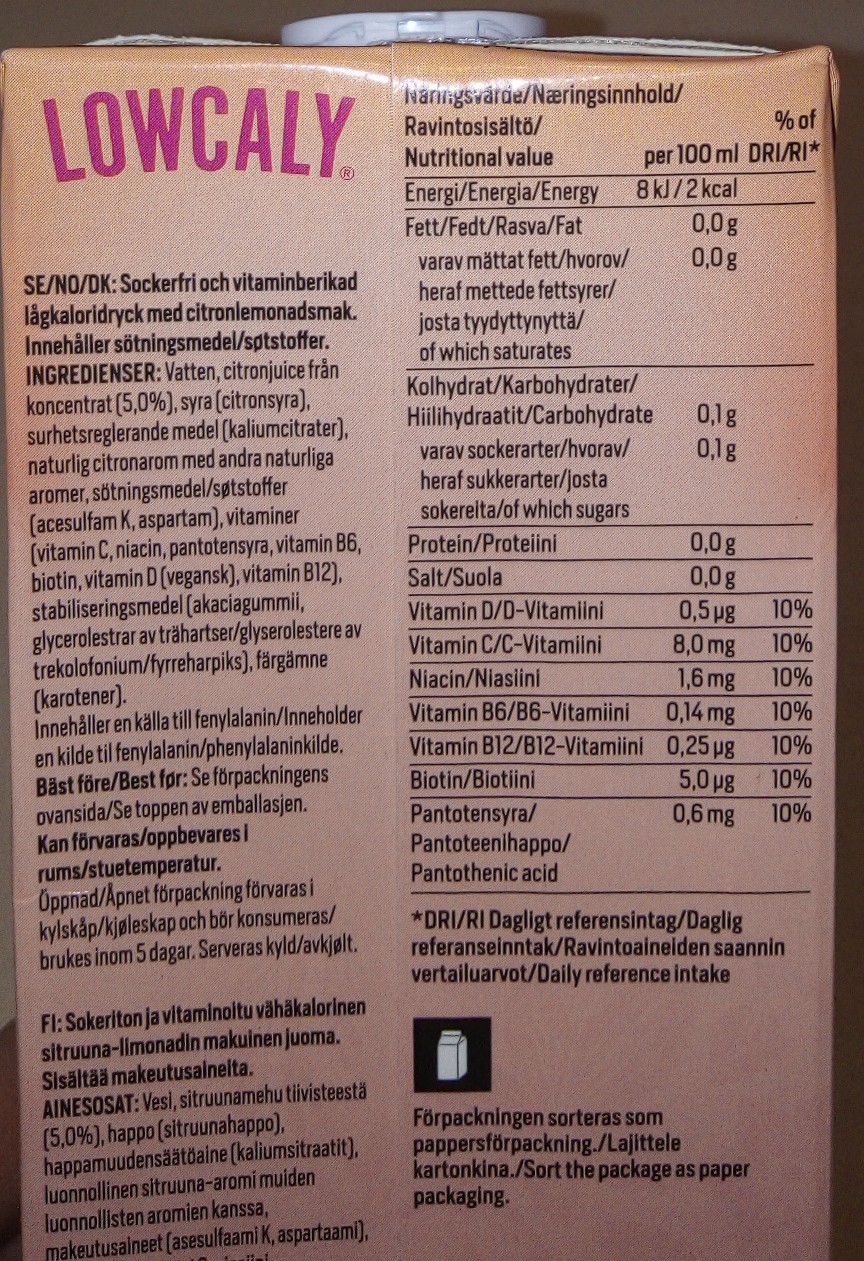 LOWCALY®
SE/NO/DK: Sockerfri och vitaminberikad
lågkaloridryck med citronlemonadsmak.
Innehåller sötningsmedel/søtstoffer.
INGREDIENSER: Vatten, citronjuice från
koncentrat (5,0%), syra (citronsyra),
surhetsreglerande medel (kaliumcitrater),
naturlig citronarom med andra naturliga
aromer, sötningsmedel/søtstoffer
(acesulfam K, aspartam), vitaminer
(vitamin C, niacin, pantotensyra, vitamin B6,
biotin, vitamin D (vegansk), vitamin B12),
stabiliseringsmedel (akaciagummii,
glycerolestrar av trähartser/glyserolestere av
trekolofonium/fyrreharpiks), färgämne
(karotener).
Innehåller en källa till fenylalanin/Inneholder
en kilde til fenylalanin/phenylalaninkilde.
Bäst före/Best før: Se förpackningens
ovansida/Se toppen av emballasjen.
Kan förvaras/oppbevares i
rums/stuetemperatur.
Öppnad/Åpnet förpackning förvaras i
kylskåp/kjøleskap och bör konsumeras/
brukes inom 5 dagar. Serveras kyld/avkjølt.
FI: Sokeriton ja vitaminoitu vähäkalorinen
sitruuna-limonadin makuinen juoma.
Sisältää makeutusaineita.
AINESOSAT: Vesi, sitruunamehu tiivisteestä
(5,0%), happo (sitruunahappo),
happamuudensäätöaine (kaliumsitraatit),
luonnollinen sitruuna-aromi muiden
luonnollisten aromien kanssa,
makeutusaineet (asesulfaami K, aspartaami),
Näringsvärde/Næringsinnhold/
Ravintosisältö/ % of
Nutritional value per 100 ml DRI/RI*
Energi/Energia/Energy 8 kJ / 2 kcal
Fett/Fedt/Rasva/Fat 0,0 g
varav mättat fett/hvorov/ 0,0 g
heraf mettede fettsyrer/
josta tyydyttynyttä/
of which saturates
Kolhydrat/Karbohydrater/
Hiilihydraatit/Carbohydrate 0,1 g
varav sockerarter/hvorav/ 0,1 g
heraf sukkerarter/josta
sokereita/of which sugars
Protein/Proteiini 0,0 g
Salt/Suola 0,0 g
Vitamin D/D-Vitamiini 0,5 µg 10%
Vitamin C/C-Vitamiini 8,0 mg 10%
Niacin/Niasiini 1,6 mg 10%
Vitamin B6/B6-Vitamiini 0,14 mg 10%
Vitamin B12/B12-Vitamiini 0,25 µg 10%
Biotin/Biotiini 5,0 µg 10%
Pantotensyra/ 0,6 mg 10%
Pantoteenihappo/
Pantothenic acid
*DRI/RI Dagligt referensintag/Daglig
referanseinntak/Ravintoaineiden saannin
vertailuarvot/Daily reference intake
Förpackningen sorteras som
pappersförpackning./Lajittele
kartonkina./Sort the package as paper
packaging.